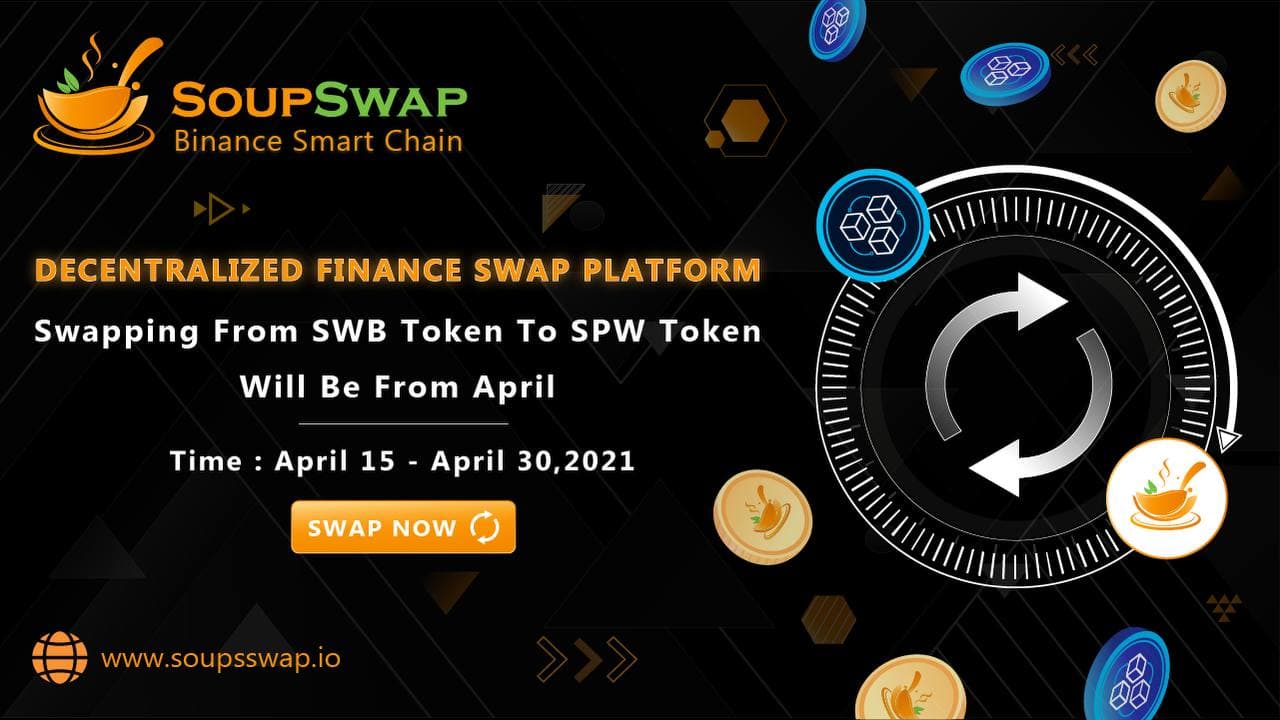 SOUPSWAP
Binance Smart Chain
DECENTRALIZED FINANCE SWAP PLATFORM
Swapping From SWB Token To SPW Token
Will Be From April
Time : April 15 - April 30,2021
SWAP NOW
www.soupsswap.io